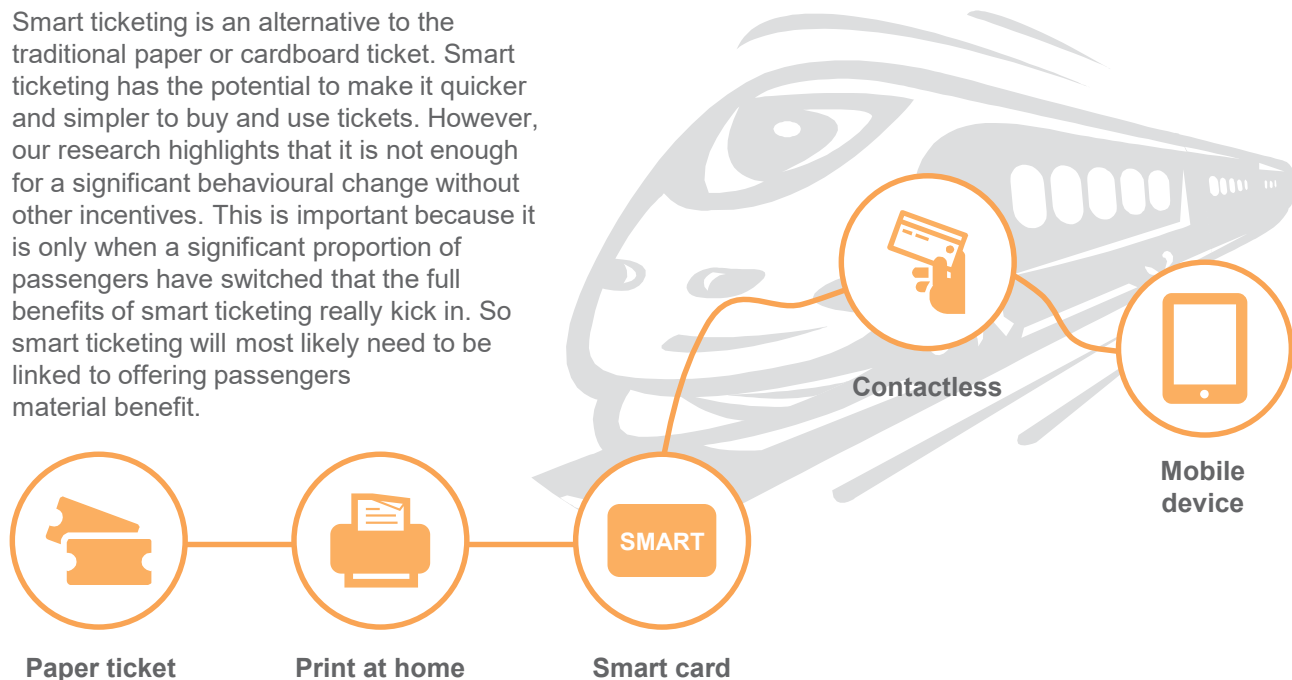 Smart ticketing is an alternative to the
traditional paper or cardboard ticket. Smart
ticketing has the potential to make it quicker
and simpler to buy and use tickets. However,
our research highlights that it is not enough
for a significant behavioural change without
other incentives. This is important because it
is only when a significant proportion of
passengers have switched that the full
benefits of smart ticketing really kick in. So
smart ticketing will most likely need to be
linked to offering passengers
material benefit.
Contactless
Mobile
device
SMART
Paper ticket
Print at home
Smart card